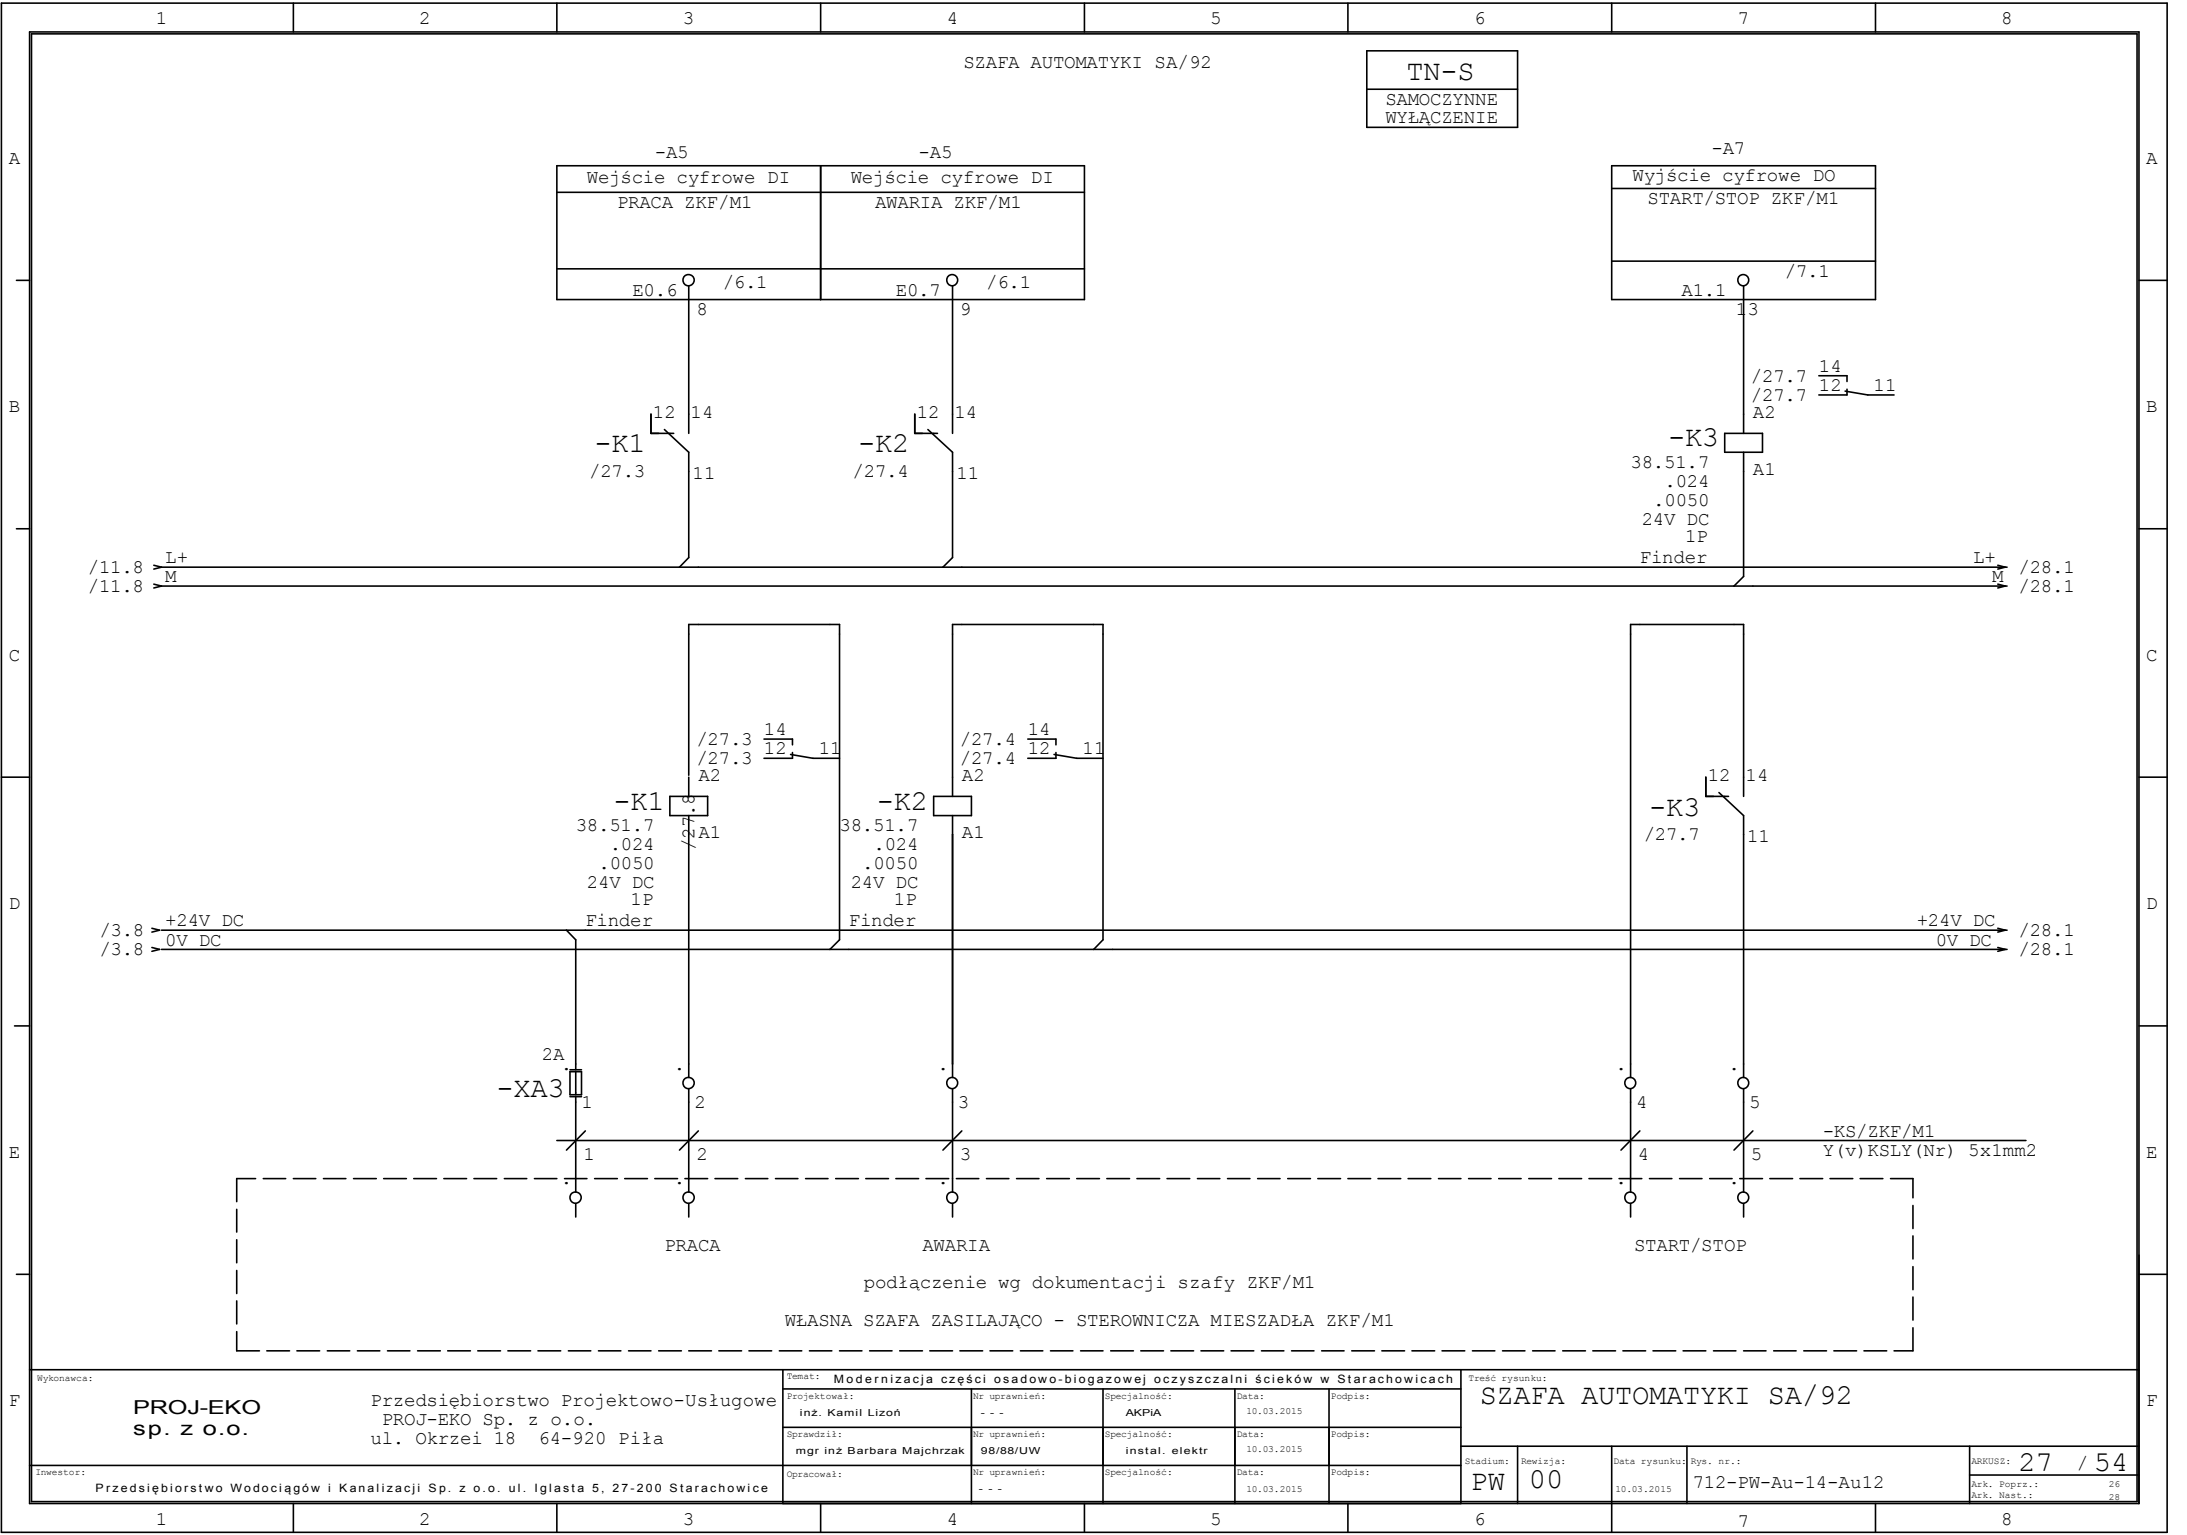 1 2 3 4 5 6 7 8
SZAFA AUTOMATYKI SA/92
TN-S
SAMOCZYNNE
WYŁĄCZENIE
A A
-A5 -A5 -A7
Wejście cyfrowe DI Wejście cyfrowe DI Wyjście cyfrowe DO
PRACA ZKF/M1 AWARIA ZKF/M1 START/STOP ZKF/M1
E0.6 /6.1 E0.7 /6.1 A1.1 /7.1
8 9 13
B B
/27.7 14
/27.7 12 11
12 14 12 14 A2
-K1 -K2 -K3
/27.3 11 /27.4 11 38.51.7 A1
.024
.0050
24V DC
1P
Finder
/11.8 L+ L+ /28.1
/11.8 M M /28.1
C C
/27.3 14 /27.4 14
/27.3 12 11 /27.4 12 11
A2 A2 12 14
-K1 /27.8 -K2 -K3
38.51.7 A1 38.51.7 A1 /27.7 11
.024 .024
.0050 .0050
24V DC 24V DC
1P 1P
Finder Finder
D D
/3.8 +24V DC +24V DC /28.1
/3.8 0V DC 0V DC /28.1
2A
-XA3 1 2 3 4 5
-KS/ZKF/M1
1 2 3 4 5 Y(v)KSLY(Nr) 5x1mm2
E E
PRACA AWARIA START/STOP
podłączenie wg dokumentacji szafy ZKF/M1
WŁASNA SZAFA ZASILAJĄCO - STEROWNICZA MIESZADŁA ZKF/M1
F F
Wykonawca:
PROJ-EKO
sp. z o.o.
Przedsiębiorstwo Projektowo-Usługowe
PROJ-EKO Sp. z o.o.
ul. Okrzei 18 64-920 Piła
Inwestor:
Przedsiębiorstwo Wodociągów i Kanalizacji Sp. z o.o. ul. Iglasta 5, 27-200 Starachowice
Temat: Modernizacja części osadowo-biogazowej oczyszczalni ścieków w Starachowicach
Projektował: Nr uprawnień: Specjalność: Data: Podpis:
inż. Kamil Lizoń --- AKPiA 10.03.2015
Sprawdził: Nr uprawnień: Specjalność: Data: Podpis:
mgr inż Barbara Majchrzak 98/88/UW instal. elektr 10.03.2015
Opracował: Nr uprawnień: Specjalność: Data: Podpis:
--- 10.03.2015
Treść rysunku:
SZAFA AUTOMATYKI SA/92
Stadium: Rewizja: Data rysunku: Rys. nr.: ARKUSZ: 27 / 54
PW 00 10.03.2015 712-PW-Au-14-Au12
Ark. Poprz.: 26
Ark. Nast.: 28
1 2 3 4 5 6 7 8